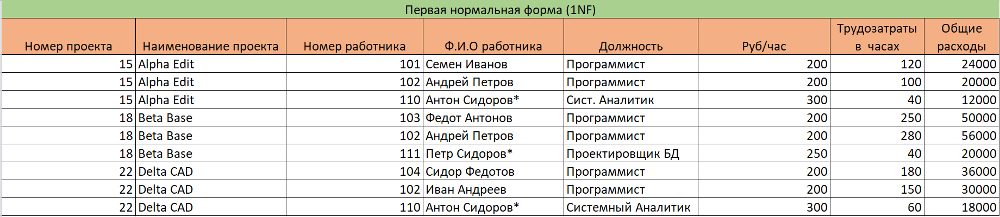 Первая нормальная форма (1NF)
Номер проекта Наименование проекта Номер работника Ф.И.О работника Должность Руб/час Трудозатраты в  часах Общие расходы
15 Alpha Edit 101 Семен Иванов Программист 200 120 24000
15 Alpha Edit 102 Андрей Петров Программист 200 100 20000
15 Alpha Edit 110 Антон Сидоров* Сист. Аналитик 300 40 12000
18 Beta Base 103 Федот Антонов Программист 200 250 50000
18 Beta Base 102 Андрей Петров Программист 200 280 56000
18 Beta Base 111 Петр Сидоров* Проектировщик БД 250 40 20000
22 Delta CAD 104 Сидор Федотов Программист 200 180 36000
22 Delta CAD 102 Иван Андреев Программист 200 150 30000
22 Delta CAD 110 Антон Сидоров* Системный Аналитик 300 60 18000